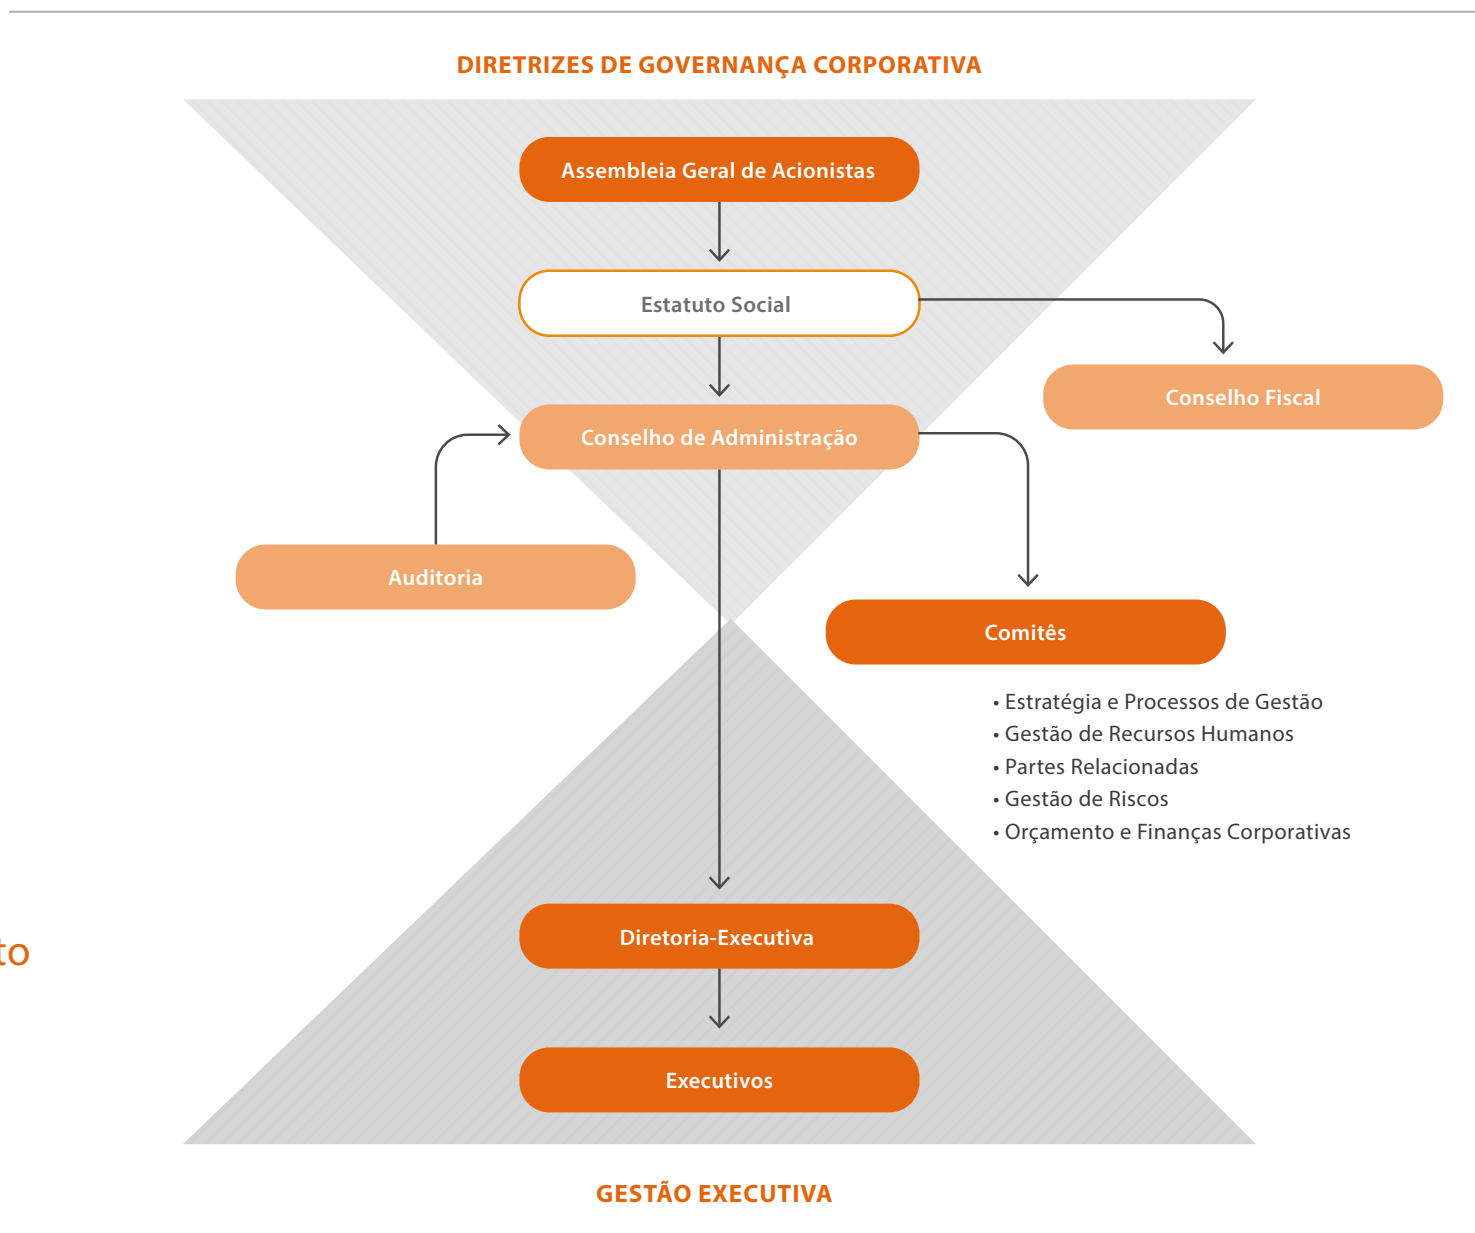 DIRETRIZES DE GOVERNANÇA CORPORATIVA
Assembleia Geral de Acionistas
Estatuto Social
Conselho Fiscal
Conselho de Administração
Auditoria
Comitês
• Estratégia e Processos de Gestão
• Gestão de Recursos Humanos
• Partes Relacionadas
• Gestão de Riscos
• Orçamento e Finanças Corporativas
Diretoria-Executiva
to
Executivos
GESTÃO EXECUTIVA